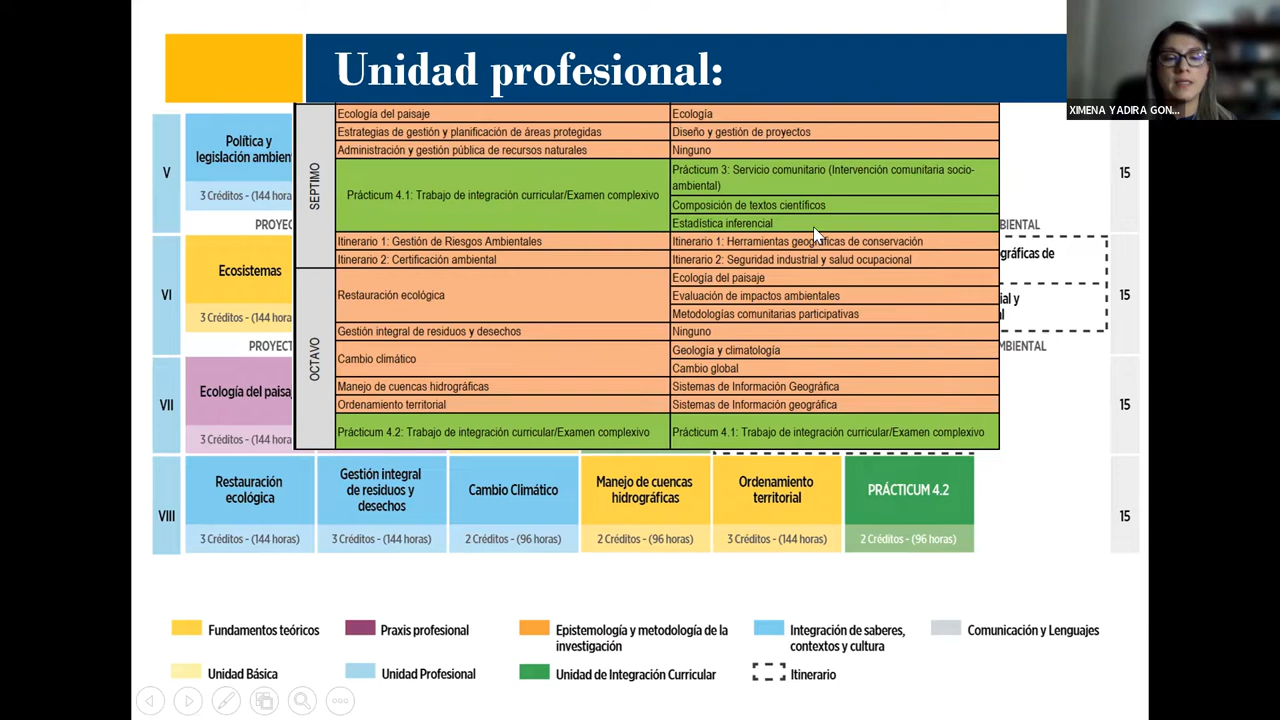 Unidad profesional:
XIMENA YADIRA GON...
SEPTIMO
Ecología del paisaje
Ecología
Estrategias de gestión y planificación de áreas protegidas
Diseño y gestión de proyectos
Administración y gestión pública de recursos naturales
Ninguno
Prácticum 4.1: Trabajo de integración curricular/Examen complexivo
Prácticum 3: Servicio comunitario (Intervención comunitaria socio-
ambiental)
Composición de textos científicos
Estadística inferencial
Itinerario 1: Gestión de Riesgos Ambientales
Itinerario 1: Herramientas geográficas de conservación
Itinerario 2: Certificación ambiental
Itinerario 2: Seguridad industrial y salud ocupacional
OCTAVO
Restauración ecológica
Ecología del paisaje
Evaluación de impactos ambientales
Metodologías comunitarias participativas
Gestión integral de residuos y desechos
Ninguno
Cambio climático
Geología y climatología
Cambio global
Manejo de cuencas hidrográficas
Sistemas de Información Geográfica
Ordenamiento territorial
Sistemas de Información geográfica
Prácticum 4.2: Trabajo de integración curricular/Examen complexivo
Prácticum 4.1: Trabajo de integración curricular/Examen complexivo
V
Política y
legislación ambien
3 Créditos - (144 hora
15
PROYE
BIENTAL
VI
Ecosistemas
3 Créditos - (144 hora
gráficas de
ial y
l
15
PROYECT
MBIENTAL
VII
Ecología del paisa
3 Créditos - (144 hora
15
VIII
Restauración
ecológica
3 Créditos - (144 horas)
Gestión integral
de residuos y
desechos
3 Créditos - (144 horas)
Cambio Climático
2 Créditos - (96 horas)
Manejo de cuencas
hidrográficas
2 Créditos - (96 horas)
Ordenamiento
territorial
3 Créditos - (144 horas)
PRÁCTICUM 4.2
2 Créditos - (96 horas)
15
Fundamentos teóricos
Praxis profesional
Epistemología y metodología de la
investigación
Integración de saberes,
contextos y cultura
Comunicación y Lenguajes
Unidad Básica
Unidad Profesional
Unidad de Integración Curricular
Itinerario